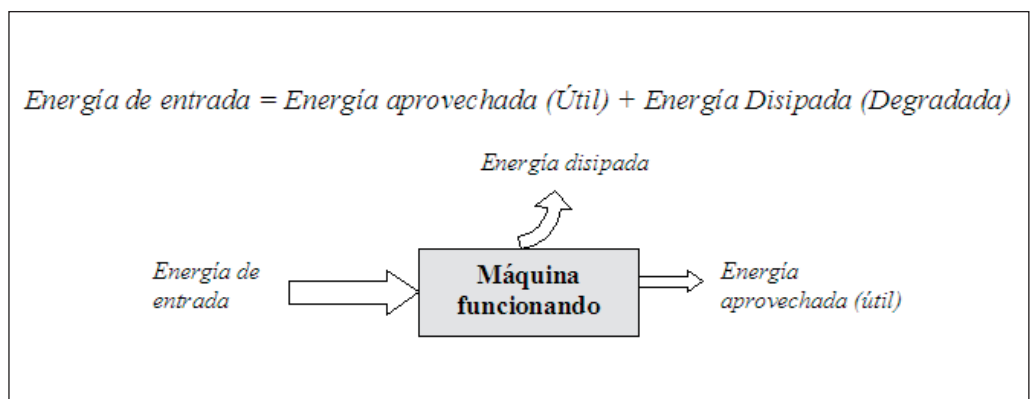 Energía de entrada = Energía aprovechada (Útil) + Energía Disipada (Degradada)
Energía disipada
Energía de
entrada
Máquina
funcionando
Energía
aprovechada (útil)